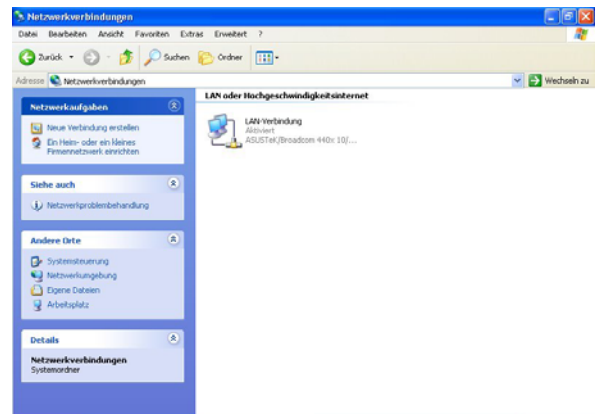 Netzwerkverbindungen
Datei Bearbeiten Ansicht Favoriten Extras Erweitert ?
Zurück Suchen Ordner
Adresse Netzwerkverbindungen Wechseln zu
Netzwerkaufgaben
Neue Verbindung erstellen
Ein Heim- oder ein kleines
Firmennetzwerk einrichten
Siehe auch
Netzwerkproblembehandlung
Andere Orte
Systemsteuerung
Netzwerkumgebung
Eigene Dateien
Arbeitsplatz
Details
Netzwerkverbindungen
Systemordner
LAN oder Hochgeschwindigkeitsinternet
LAN-Verbindung
Aktiviert
ASUSTeK/Broadcom 440x 10/...